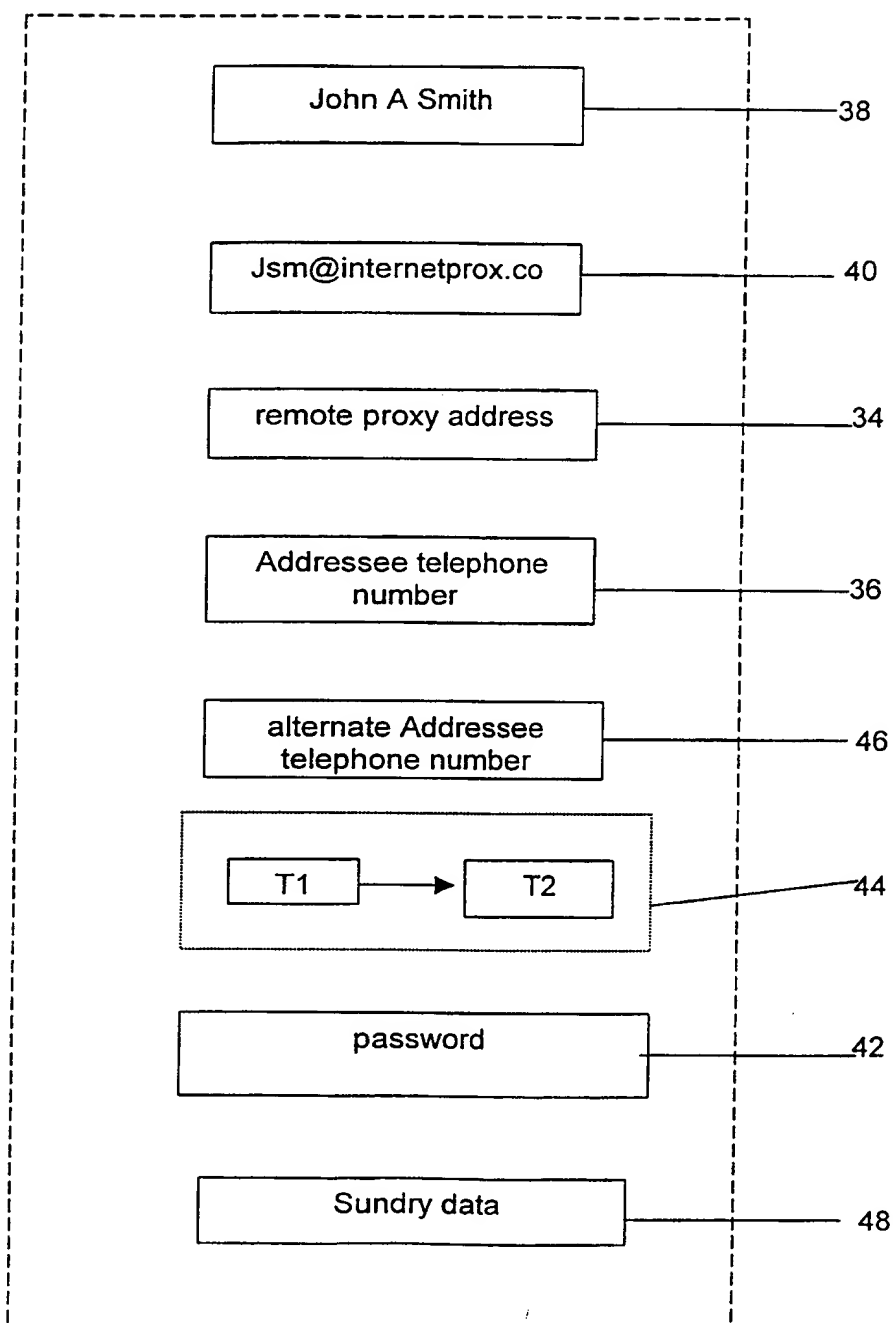 John A Smith
38
Jsm@internetprox.co
40
remote proxy address
34
Addressee telephone
number
36
alternate Addressee
telephone number
46
T1
T2
44
password
42
Sundry data
48